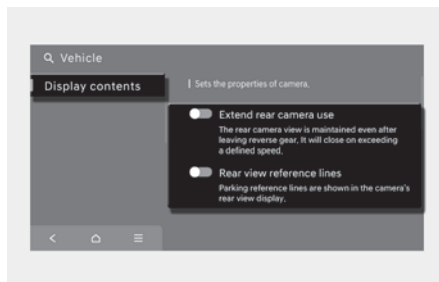 Vehicle
Display contents
Sets the properties of camera.
Extend rear camera use
The rear camera view is maintained even after
leaving reverse gear. It will close on exceeding
a defined speed.
Rear view reference lines
Parking reference lines are shown in the camera's
rear view display.